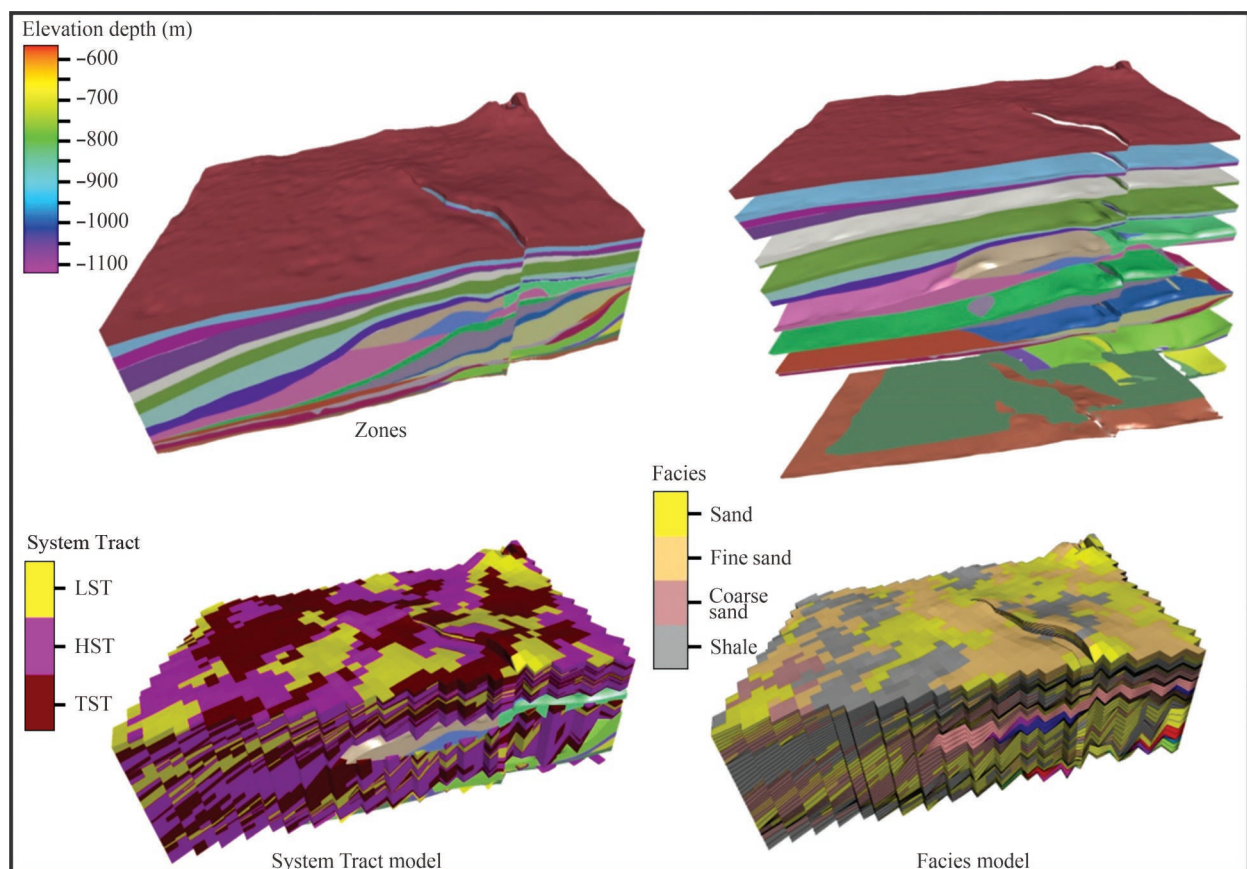 Elevation depth (m)
–600
–700
–800
–900
–1000
–1100
Zones
System Tract
LST
HST
TST
System Tract model
Facies
Sand
Fine sand
Coarse
sand
Shale
Facies model